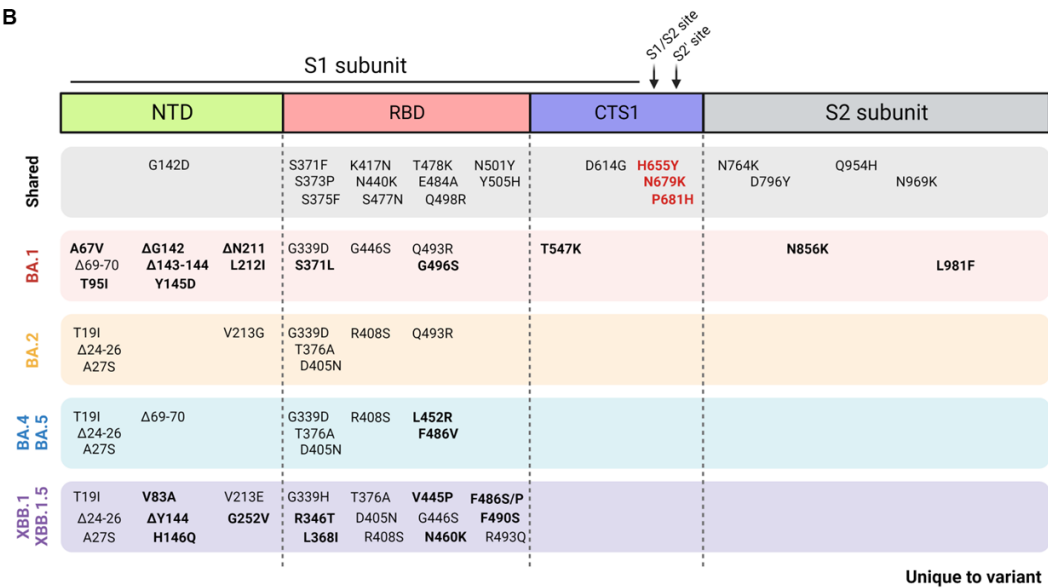 B
S1/S2 site
S2' site
S1 subunit
NTD RBD CTS1 S2 subunit
Shared
G142D S371F K417N T478K N501Y D614G H655Y N764K Q954H
S373P N440K E484A Y505H N679K D796Y N969K
S375F S477N Q498R P681H
BA.1
A67V ΔG142 ΔN211 G339D G446S Q493R T547K N856K
Δ69-70 Δ143-144 L212I S371L G496S L981F
T95I Y145D
BA.2
T19I V213G G339D R408S Q493R
Δ24-26 T376A
A27S D405N
BA.4
BA.5
T19I Δ69-70 G339D R408S L452R
Δ24-26 T376A F486V
A27S D405N
XBB.1
XBB.1.5
T19I V83A V213E G339H T376A V445P F486S/P
Δ24-26 ΔY144 G252V R346T D405N G446S F490S
A27S H146Q L368I R408S N460K R493Q
Unique to variant